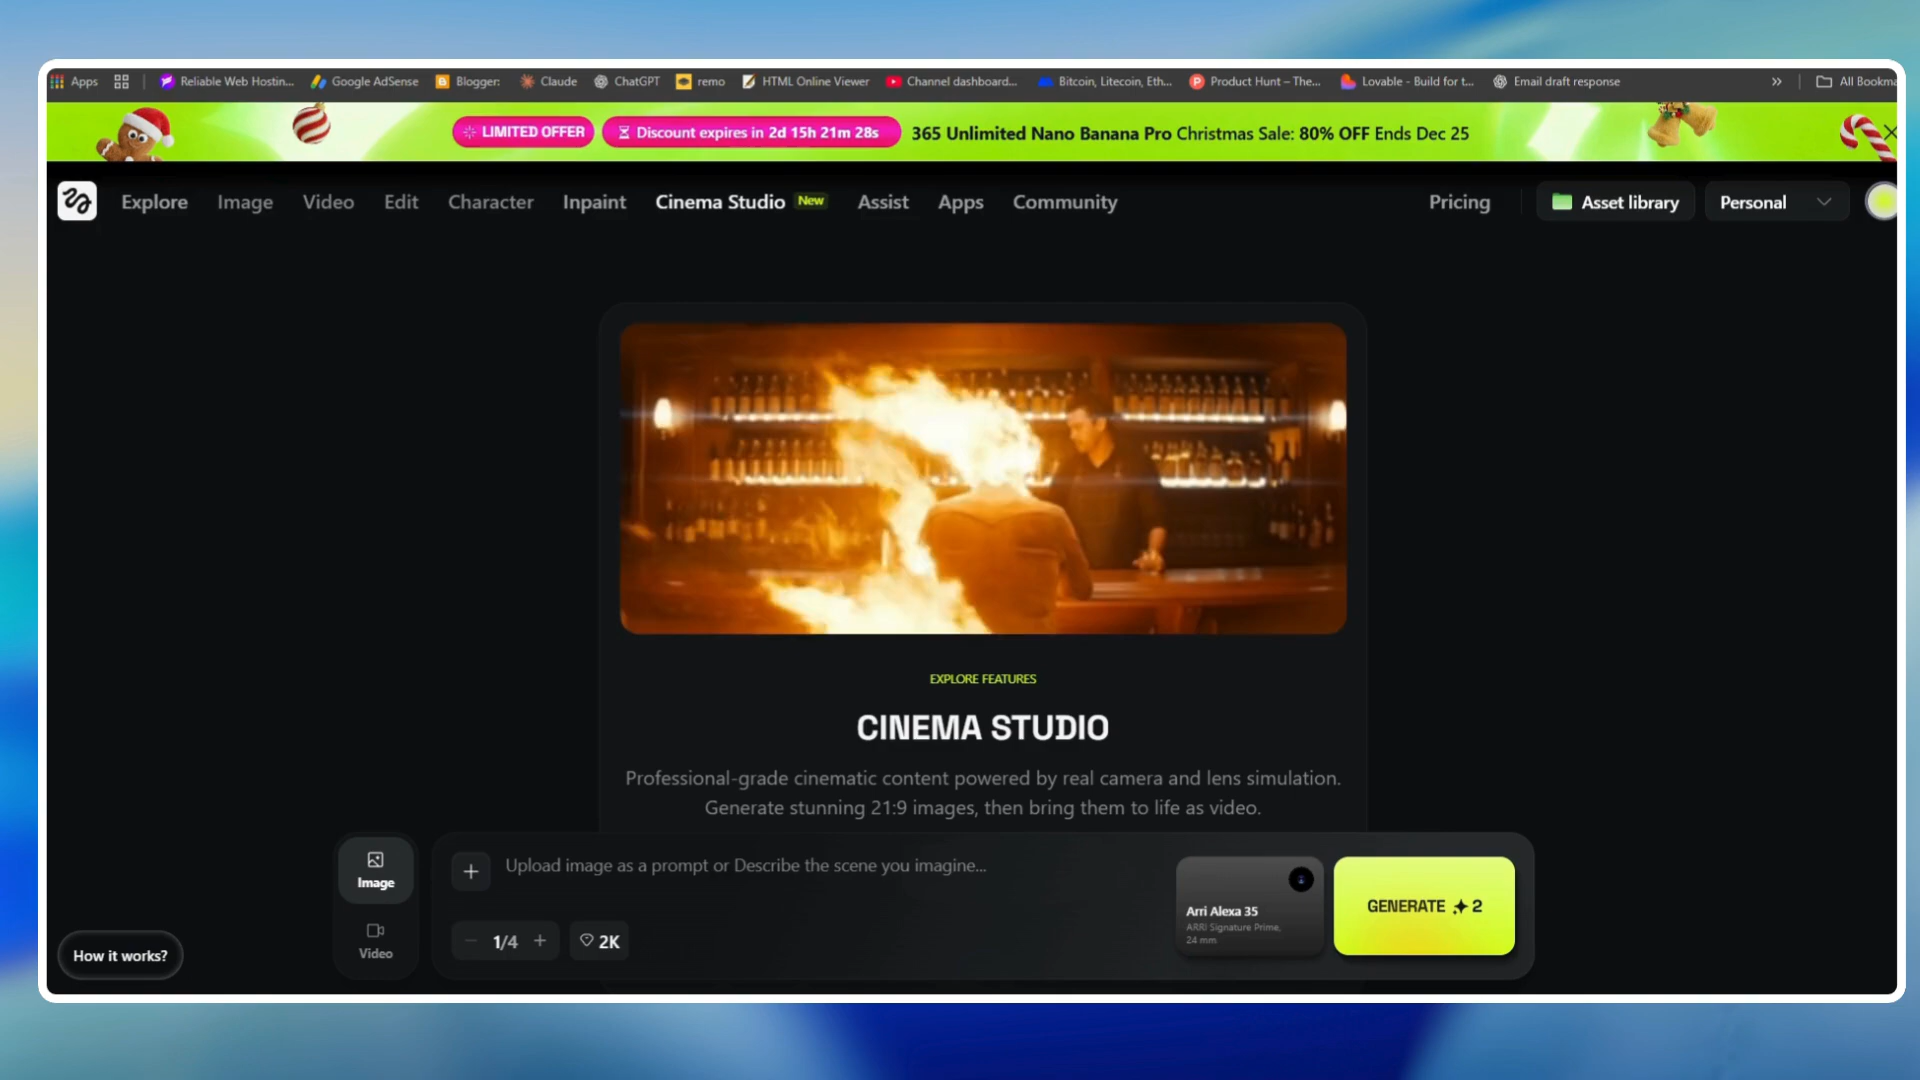 Apps Reliable Web Hostin... Google AdSense Blogger: Claude ChatGPT remo HTML Online Viewer Channel dashboard... Bitcoin, Litecoin, Eth... Product Hunt – The... Lovable - Build for t... Email draft response » All Bookma
LIMITED OFFER Discount expires in 2d 15h 21m 28s 365 Unlimited Nano Banana Pro Christmas Sale: 80% OFF Ends Dec 25
Explore Image Video Edit Character Inpaint Cinema Studio New Assist Apps Community Pricing Asset library Personal
EXPLORE FEATURES
CINEMA STUDIO
Professional-grade cinematic content powered by real camera and lens simulation.
Generate stunning 21:9 images, then bring them to life as video.
Image
Upload image as a prompt or Describe the scene you imagine...
Arri Alexa 35
ARRI Signature Prime,
24 mm
GENERATE 2
1/4
2K
Video
How it works?